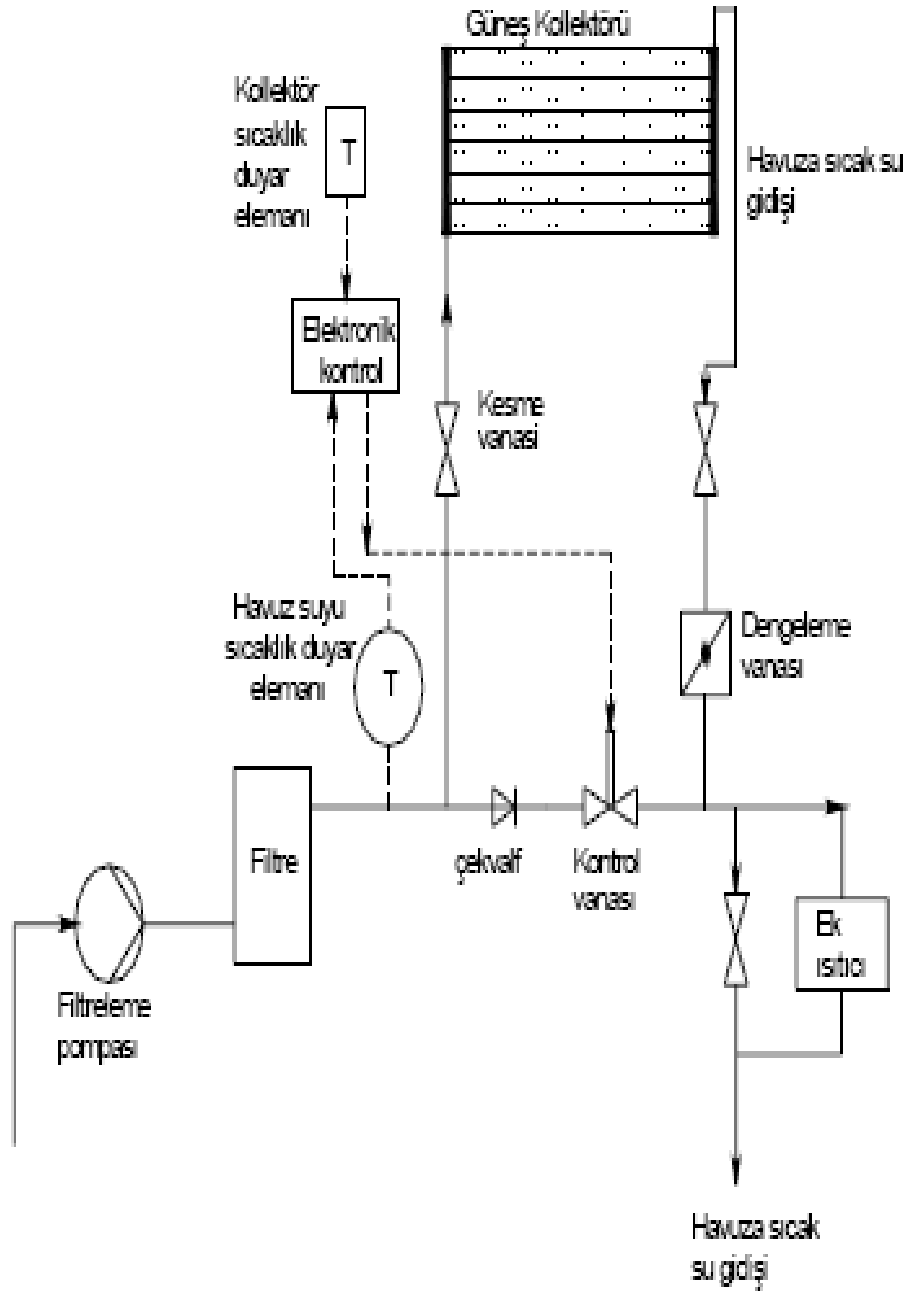 Güneş Kollektörü
Kollektör
sıcaklık
duyar
elemanı
T
Havuza sıcak su
gidişi
Elektronik
kontrol
Kesme
vanasi
Havuz suyu
sıcaklık duyar
elemanı
T
Dengeleme
vanası
Filtre
çekvalf
Kontrol
vanası
Ek
ısıtıcı
Filtreleme
pompası
Havuza sıcak
su gidişi